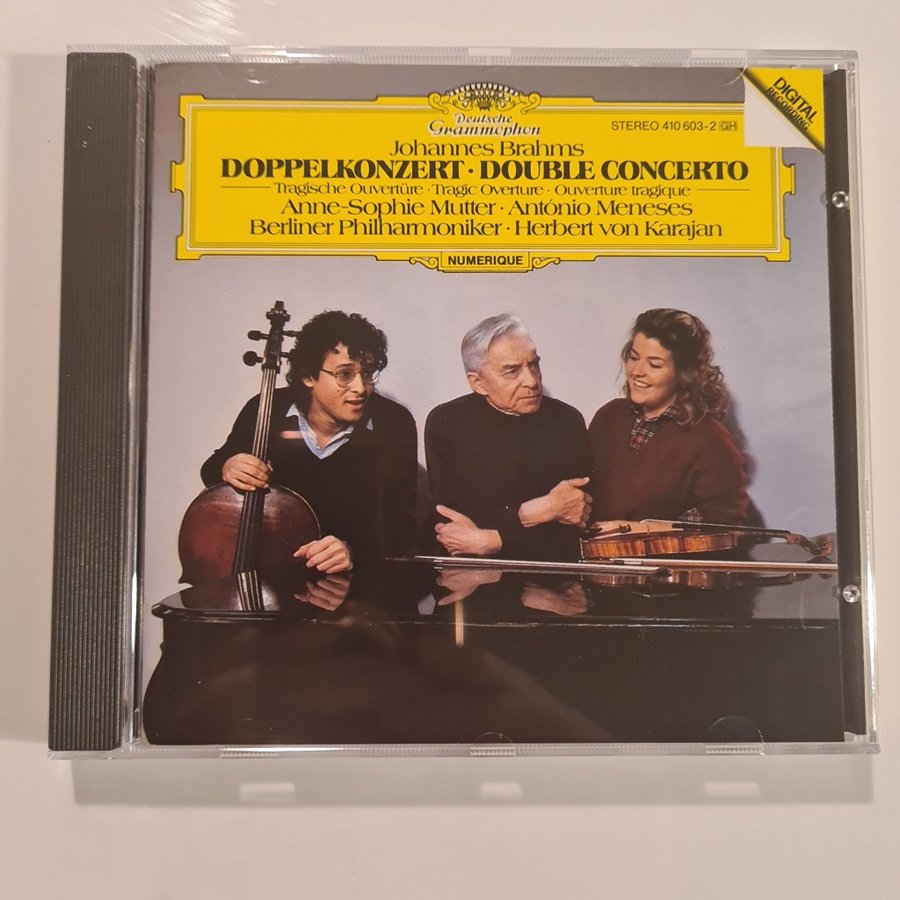 Deutsche
Grammophon
STEREO 410 603-2 GH
DIGITAL
RECORDING
Johannes Brahms
DOPPELKONZERT · DOUBLE CONCERTO
Tragische Ouvertüre · Tragic Overture · Ouverture tragique
Anne-Sophie Mutter · António Meneses
Berliner Philharmoniker · Herbert von Karajan
NUMERIQUE